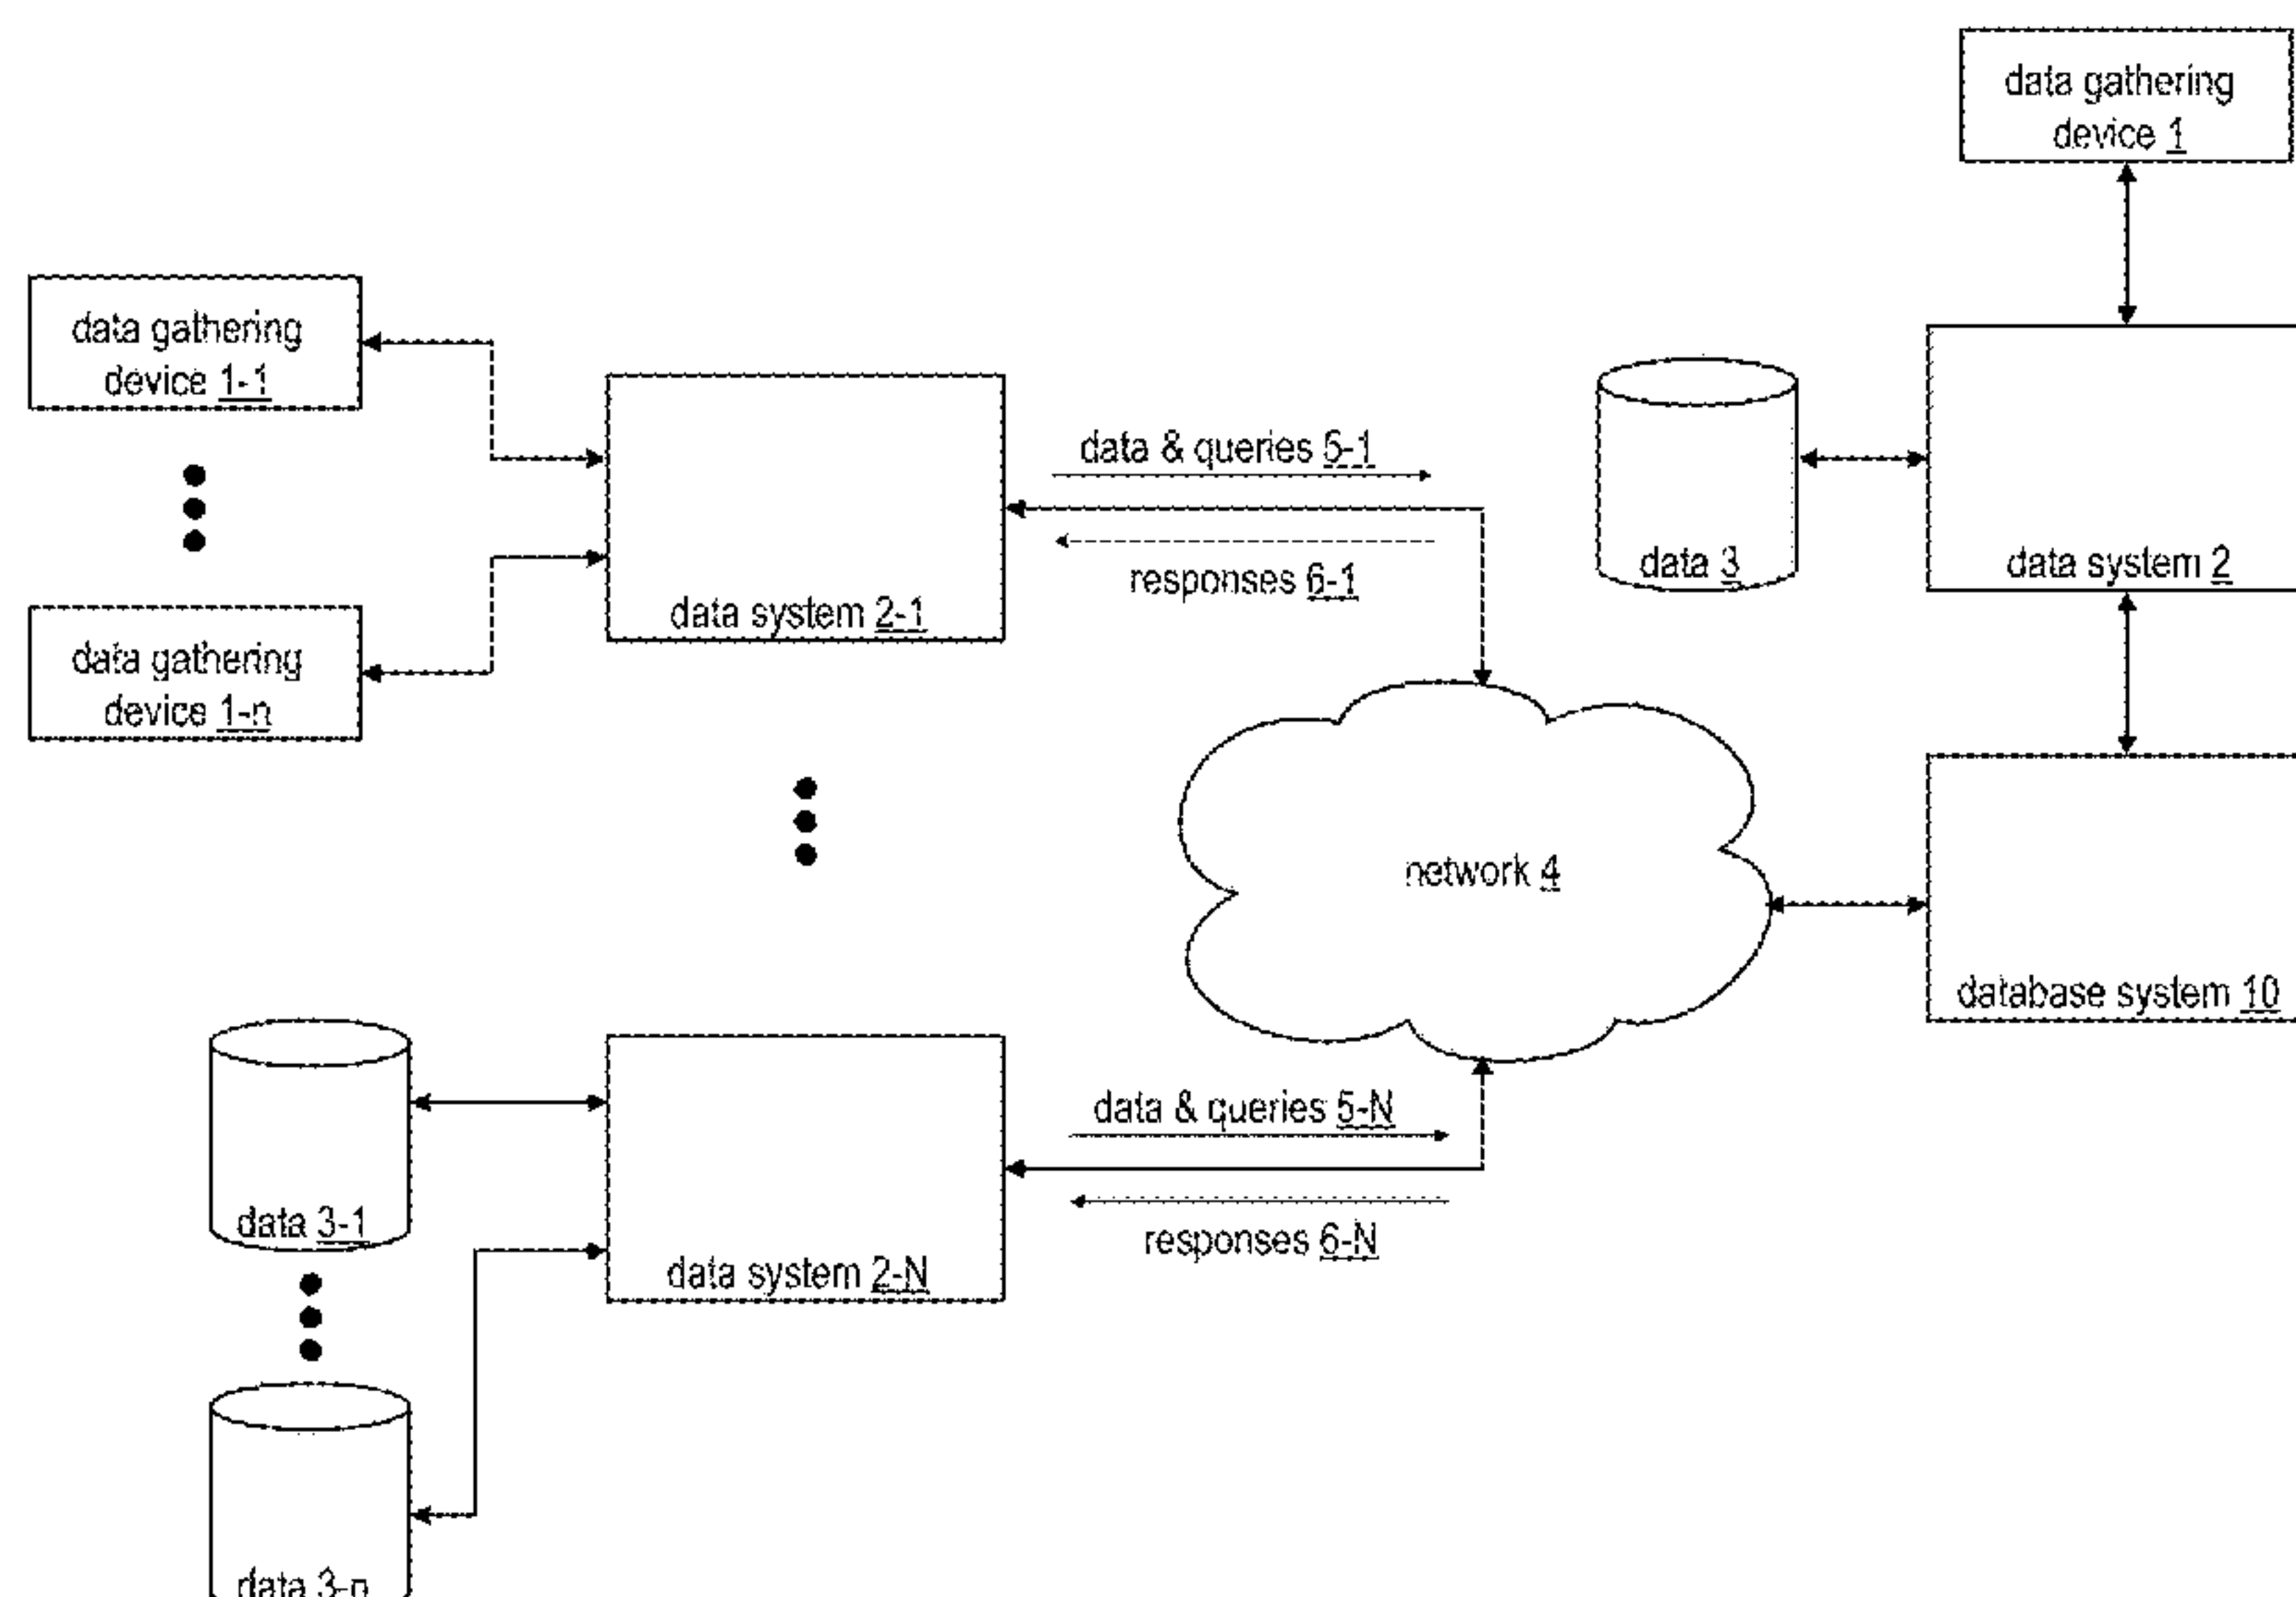 data gathering
device 1
data gathering
device 1-1
data & queries 5-1
data 3
data system 2
responses 6-1
data system 2-1
data gathering
device 1-n
network 4
database system 10
data & queries 5-N
data 3-1
responses 6-N
data system 2-N
data 3-n